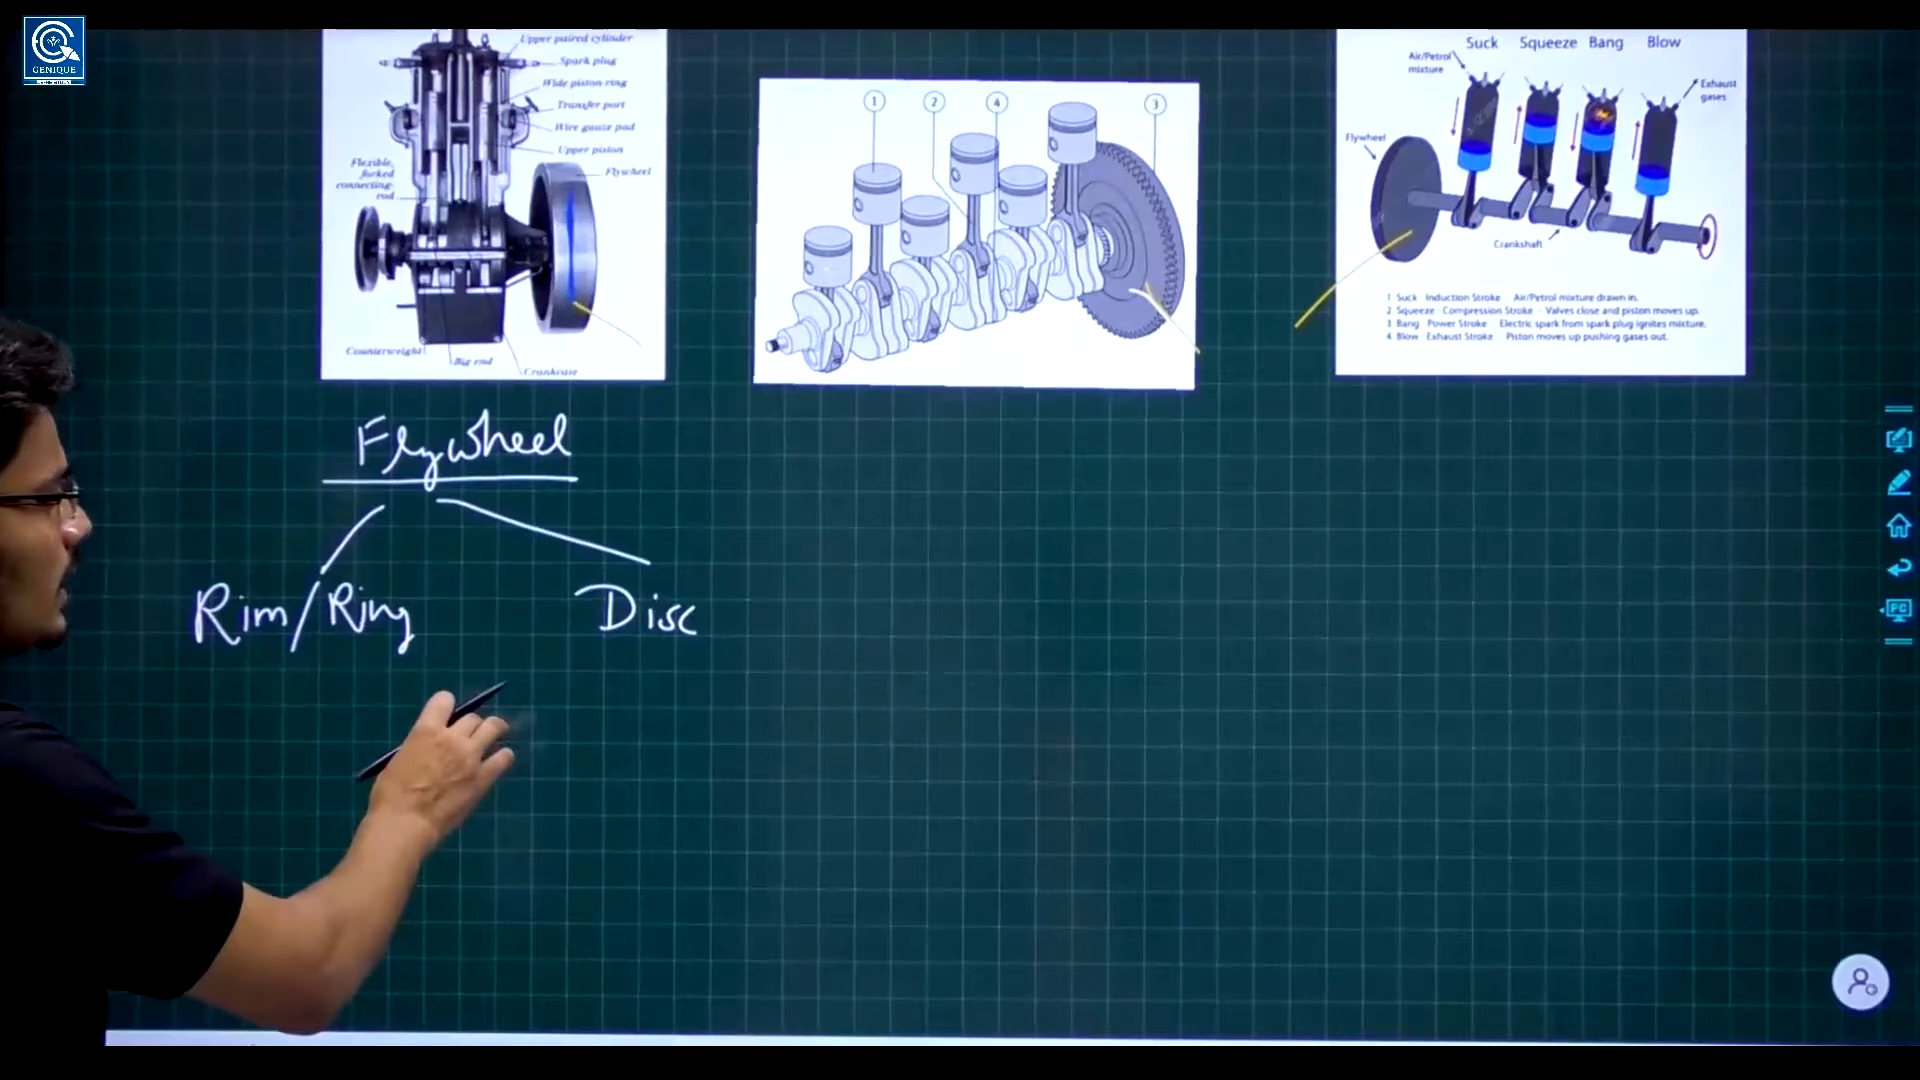 GENIQUE
Upper paired cylinder
Spark plug
Wide piston ring
Transfer port
Wire gauze pad
Upper piston
Flexible,
forked
connecting-
rod
Flywheel
Counterweight
Big end
Crankcase
1 2 4 3
Suck Squeeze Bang Blow
Air/Petrol
mixture
Exhaust
gases
Flywheel
Crankshaft
1 Suck Induction Stroke Air/Petrol mixture drawn in.
2 Squeeze Compression Stroke Valves close and piston moves up.
3 Bang Power Stroke Electric spark from spark plug ignites mixture.
4 Blow Exhaust Stroke Piston moves up pushing gases out.
Flywheel
Rim/Ring Disc
PC